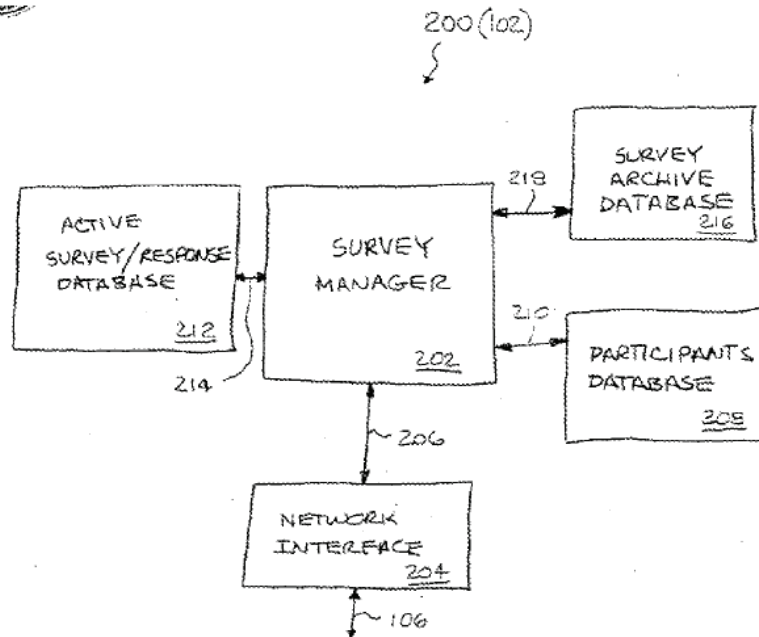 200 (102)
SURVEY
ARCHIVE
DATABASE
216
218
ACTIVE
SURVEY/RESPONSE
DATABASE
212
214
SURVEY
MANAGER
202
210
PARTICIPANTS
DATABASE
208
206
NETWORK
INTERFACE
204
106